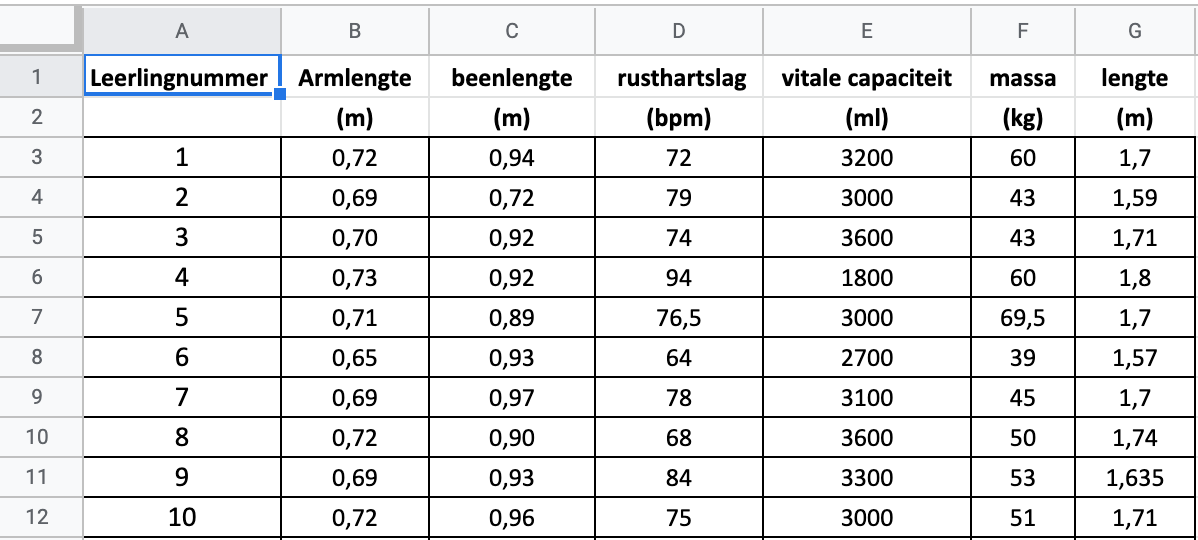 A B C D E F G
1 Leerlingnummer Armlengte beenlengte rusthartslag vitale capaciteit massa lengte
2 (m) (m) (bpm) (ml) (kg) (m)
3 1 0,72 0,94 72 3200 60 1,7
4 2 0,69 0,72 79 3000 43 1,59
5 3 0,70 0,92 74 3600 43 1,71
6 4 0,73 0,92 94 1800 60 1,8
7 5 0,71 0,89 76,5 3000 69,5 1,7
8 6 0,65 0,93 64 2700 39 1,57
9 7 0,69 0,97 78 3100 45 1,7
10 8 0,72 0,90 68 3600 50 1,74
11 9 0,69 0,93 84 3300 53 1,635
12 10 0,72 0,96 75 3000 51 1,71